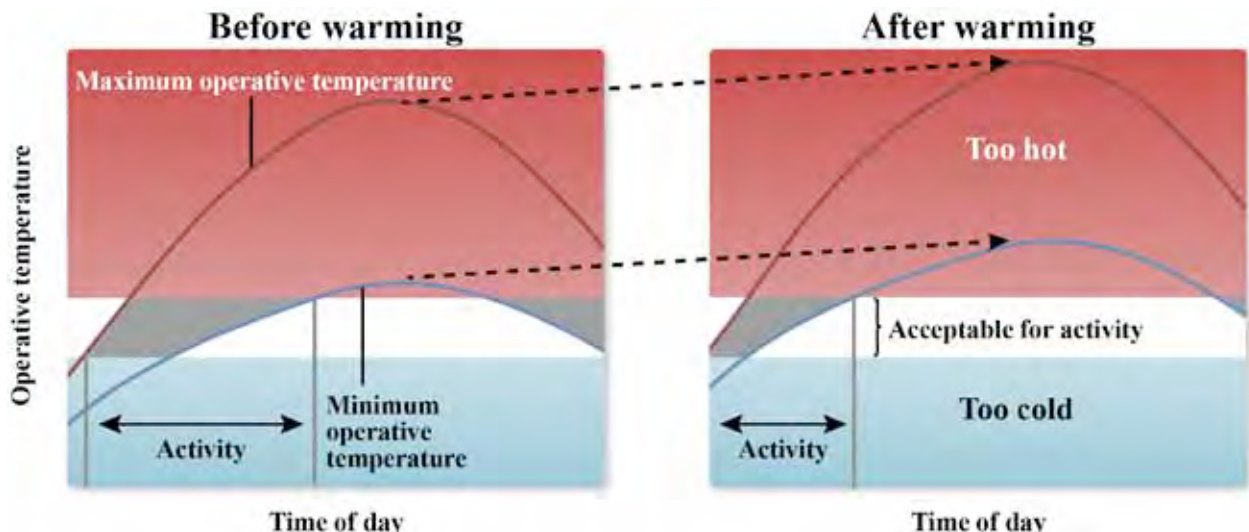 Before warming
After warming
Operative temperature
Maximum operative temperature
Activity
Minimum
operative
temperature
Time of day
Too hot
Acceptable for activity
Too cold
Activity
Time of day